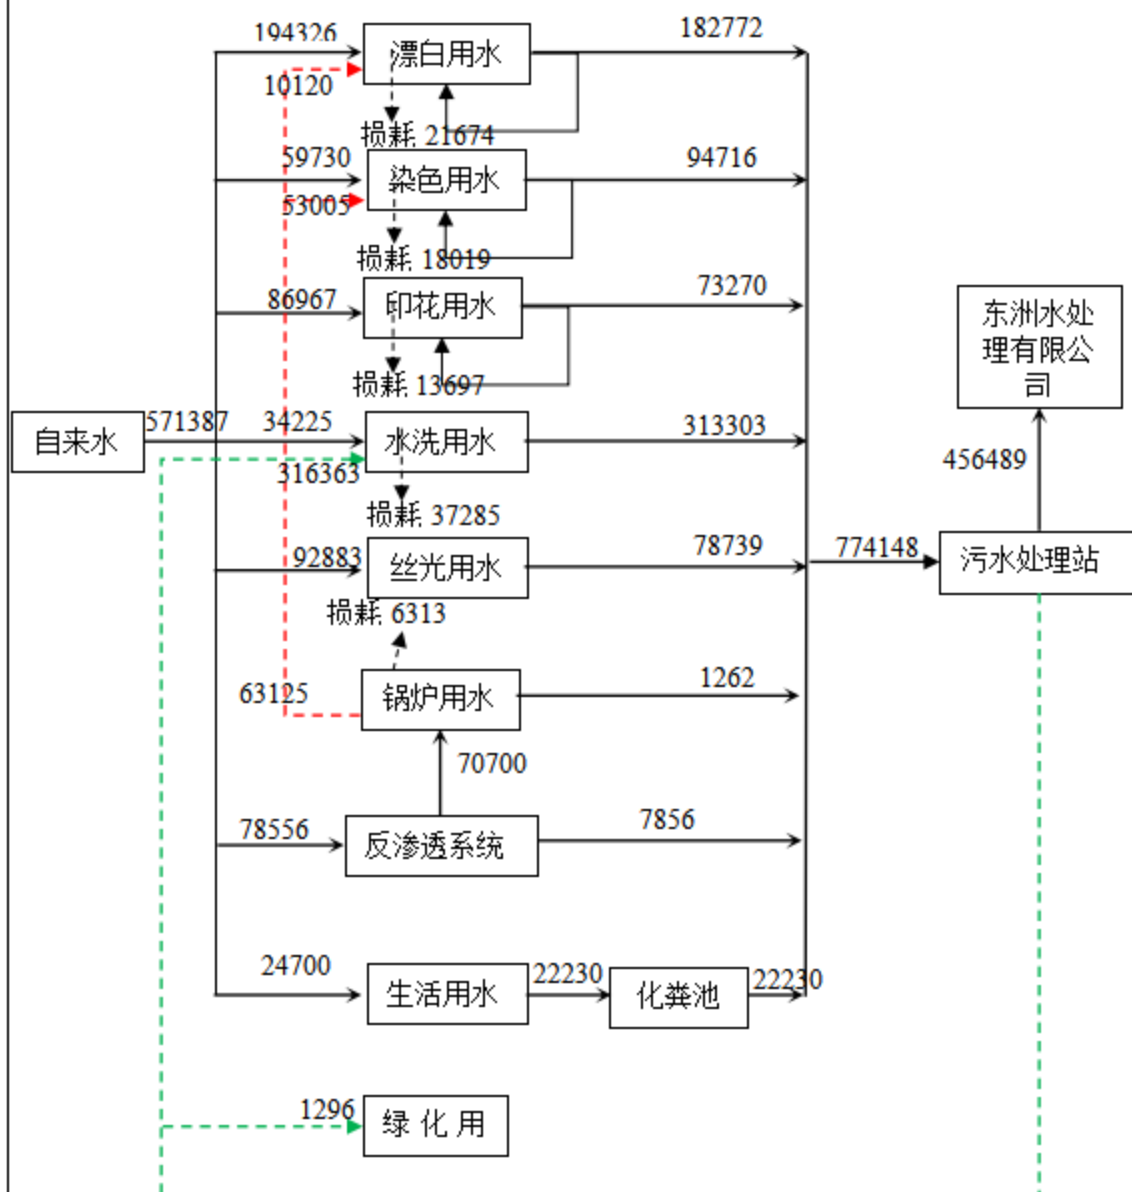 194326
漂白用水
182772
10120
损耗 21674
59730
染色用水
94716
53005
损耗 18019
86967
印花用水
73270
损耗 13697
东洲水处
理有限公
司
自来水
571387
34225
水洗用水
313303
316363
损耗 37285
456489
92883
丝光用水
78739
774148
污水处理站
损耗 6313
63125
锅炉用水
1262
70700
78556
反渗透系统
7856
24700
生活用水
22230
化粪池
22230
1296
绿 化 用